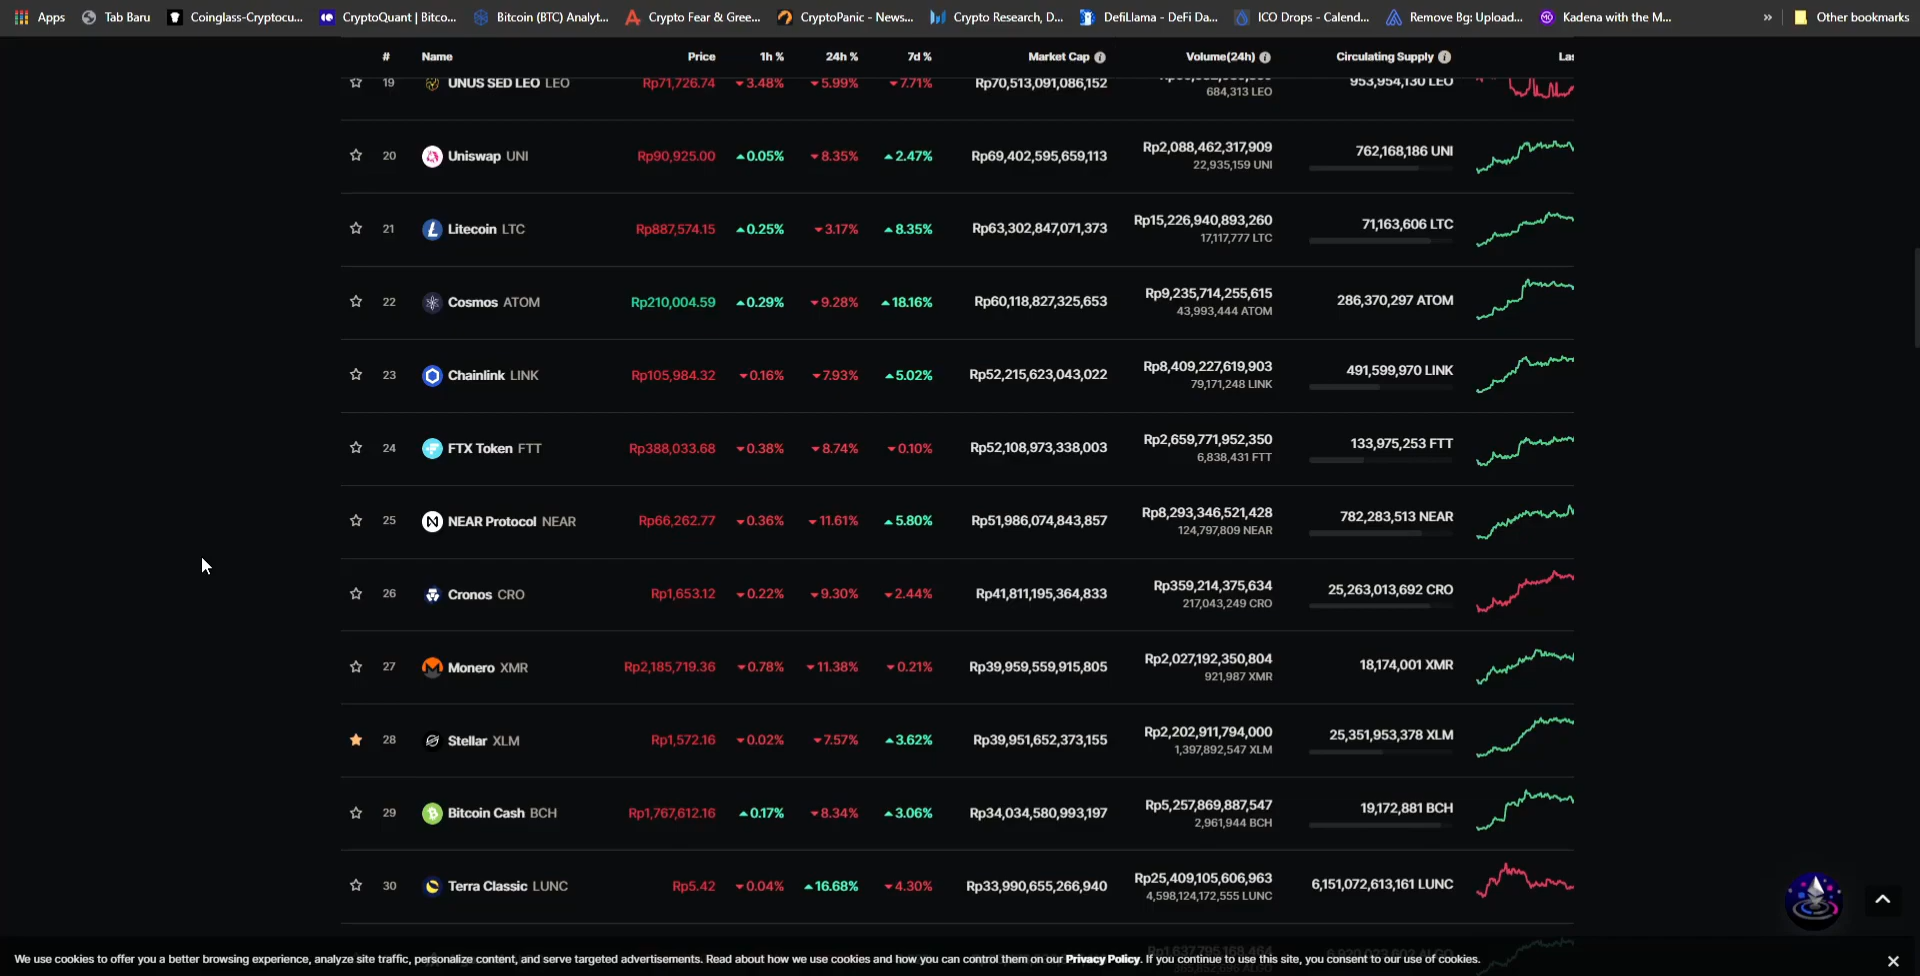 Apps Tab Baru Coinglass-Cryptocu... CryptoQuant | Bitco... Bitcoin (BTC) Analyt... Crypto Fear & Gree... CryptoPanic - News... Crypto Research, D... DefiLlama - DeFi Da... ICO Drops - Calend... Remove Bg: Upload... Kadena with the M... » Other bookmarks
# Name Price 1h % 24h % 7d % Market Cap Volume(24h) Circulating Supply Las
19 UNUS SED LEO LEO Rp71,726.74 3.48% 5.99% 7.71% Rp70,513,091,086,152 953,954,130 LEO
684,313 LEO
20 Uniswap UNI Rp90,925.00 0.05% 8.35% 2.47% Rp69,402,595,659,113 Rp2,088,462,317,909 762,168,186 UNI
22,935,159 UNI
21 Litecoin LTC Rp887,574.15 0.25% 3.17% 8.35% Rp63,302,847,071,373 Rp15,226,940,893,260 71,163,606 LTC
17,117,777 LTC
22 Cosmos ATOM Rp210,004.59 0.29% 9.28% 18.16% Rp60,118,827,325,653 Rp9,235,714,255,615 286,370,297 ATOM
43,993,444 ATOM
23 Chainlink LINK Rp105,984.32 0.16% 7.93% 5.02% Rp52,215,623,043,022 Rp8,409,227,619,903 491,599,970 LINK
79,171,248 LINK
24 FTX Token FTT Rp388,033.68 0.38% 8.74% 0.10% Rp52,108,973,338,003 Rp2,659,771,952,350 133,975,253 FTT
6,838,431 FTT
25 NEAR Protocol NEAR Rp66,262.77 0.36% 11.61% 5.80% Rp51,986,074,843,857 Rp8,293,346,521,428 782,283,513 NEAR
124,797,809 NEAR
26 Cronos CRO Rp1,653.12 0.22% 9.30% 2.44% Rp41,811,195,364,833 Rp359,214,375,634 25,263,013,692 CRO
217,043,249 CRO
27 Monero XMR Rp2,185,719.36 0.78% 11.38% 0.21% Rp39,959,559,915,805 Rp2,027,192,350,804 18,174,001 XMR
921,987 XMR
28 Stellar XLM Rp1,572.16 0.02% 7.57% 3.62% Rp39,951,652,373,155 Rp2,202,911,794,000 25,351,953,378 XLM
1,397,892,547 XLM
29 Bitcoin Cash BCH Rp1,767,612.16 0.17% 8.34% 3.06% Rp34,034,580,993,197 Rp5,257,869,887,547 19,172,881 BCH
2,961,944 BCH
30 Terra Classic LUNC Rp5.42 0.04% 16.68% 4.30% Rp33,990,655,266,940 Rp25,409,105,606,963 6,151,072,613,161 LUNC
4,598,124,172,555 LUNC
We use cookies to offer you a better browsing experience, analyze site traffic, personalize content, and serve targeted advertisements. Read about how we use cookies and how you can control them on our Privacy Policy. If you continue to use this site, you consent to our use of cookies.